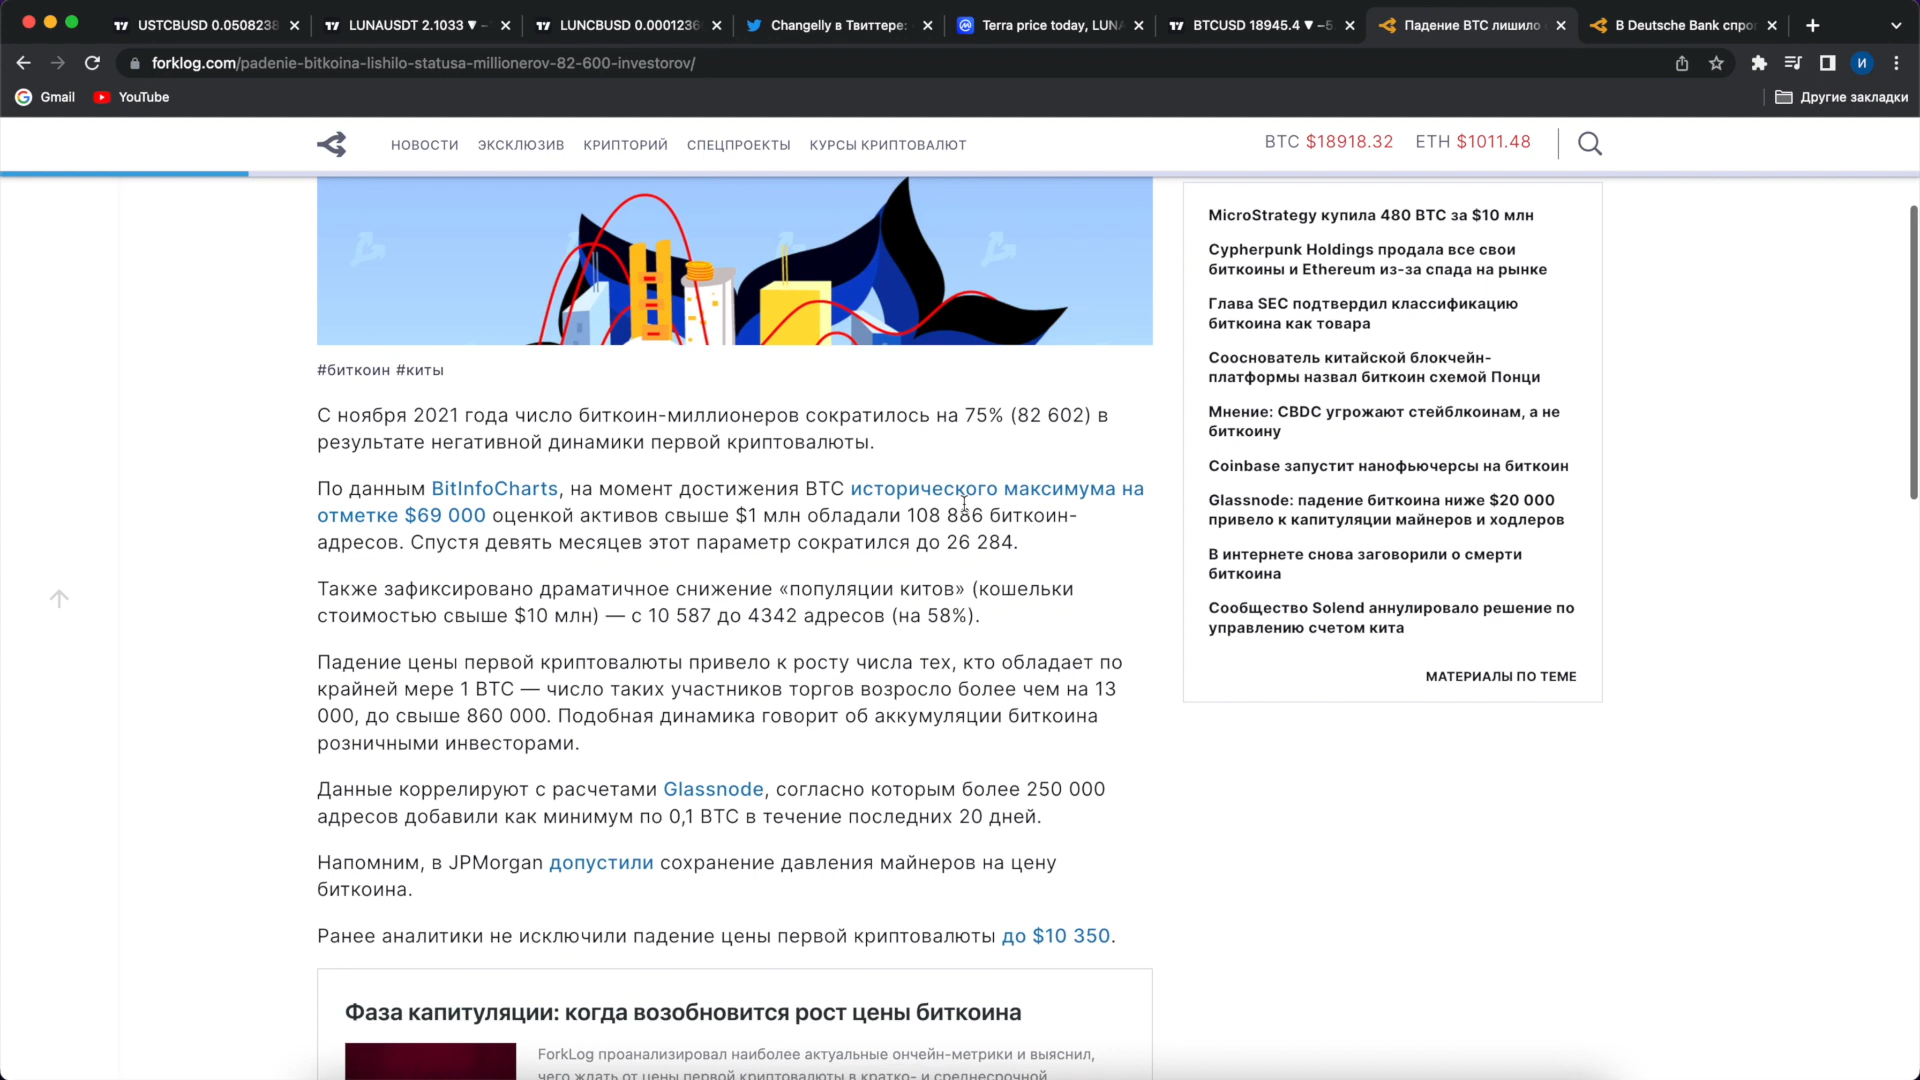 USTCBUSD 0.0508238
LUNAUSDT 2.1033 ▼ −
LUNCBUSD 0.0001236
Changelly в Твиттере:
Terra price today, LUNA
BTCUSD 18945.4 ▼ −5
Падение BTC лишило
В Deutsche Bank спро
forklog.com/padenie-bitkoina-lishilo-statusa-millionerov-82-600-investorov/
И
Gmail
YouTube
Другие закладки
НОВОСТИ
ЭКСКЛЮЗИВ
КРИПТОРИЙ
СПЕЦПРОЕКТЫ
КУРСЫ КРИПТОВАЛЮТ
BTC $18918.32
ETH $1011.48
#биткоин #киты
С ноября 2021 года число биткоин-миллионеров сократилось на 75% (82 602) в
результате негативной динамики первой криптовалюты.
По данным BitInfoCharts, на момент достижения BTC исторического максимума на
отметке $69 000 оценкой активов свыше $1 млн обладали 108 886 биткоин-
адресов. Спустя девять месяцев этот параметр сократился до 26 284.
Также зафиксировано драматичное снижение «популяции китов» (кошельки
стоимостью свыше $10 млн) — с 10 587 до 4342 адресов (на 58%).
Падение цены первой криптовалюты привело к росту числа тех, кто обладает по
крайней мере 1 BTC — число таких участников торгов возросло более чем на 13
000, до свыше 860 000. Подобная динамика говорит об аккумуляции биткоина
розничными инвесторами.
Данные коррелируют с расчетами Glassnode, согласно которым более 250 000
адресов добавили как минимум по 0,1 BTC в течение последних 20 дней.
Напомним, в JPMorgan допустили сохранение давления майнеров на цену
биткоина.
Ранее аналитики не исключили падение цены первой криптовалюты до $10 350.
Фаза капитуляции: когда возобновится рост цены биткоина
ForkLog проанализировал наиболее актуальные ончейн-метрики и выяснил,
чего ждать от цены первой криптовалюты в кратко- и среднесрочной
MicroStrategy купила 480 BTC за $10 млн
Cypherpunk Holdings продала все свои
биткоины и Ethereum из-за спада на рынке
Глава SEC подтвердил классификацию
биткоина как товара
Сооснователь китайской блокчейн-
платформы назвал биткоин схемой Понци
Мнение: CBDC угрожают стейблкоинам, а не
биткоину
Coinbase запустит нанофьючерсы на биткоин
Glassnode: падение биткоина ниже $20 000
привело к капитуляции майнеров и ходлеров
В интернете снова заговорили о смерти
биткоина
Сообщество Solend аннулировало решение по
управлению счетом кита
МАТЕРИАЛЫ ПО ТЕМЕ